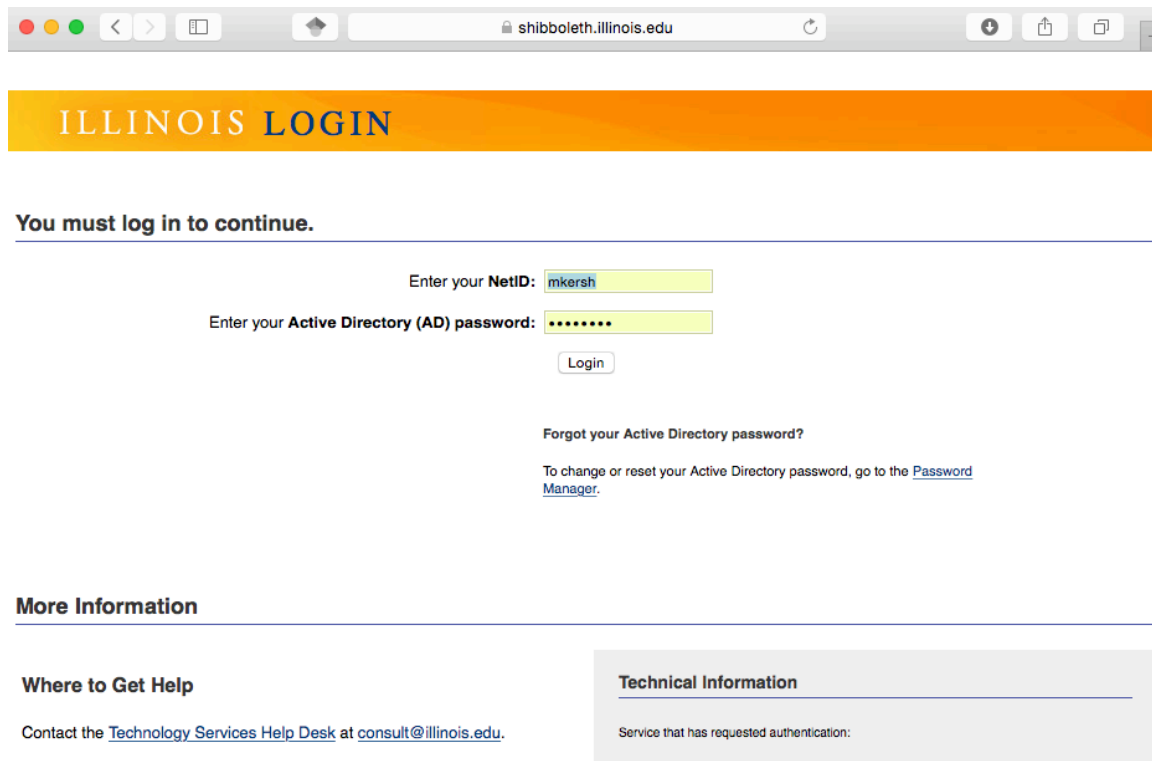 shibboleth.illinois.edu
ILLINOIS LOGIN
You must log in to continue.
Enter your NetID: mkersh
Enter your Active Directory (AD) password: ••••••••
Login
Forgot your Active Directory password?
To change or reset your Active Directory password, go to the Password
Manager.
More Information
Where to Get Help
Contact the Technology Services Help Desk at consult@illinois.edu.
Technical Information
Service that has requested authentication: